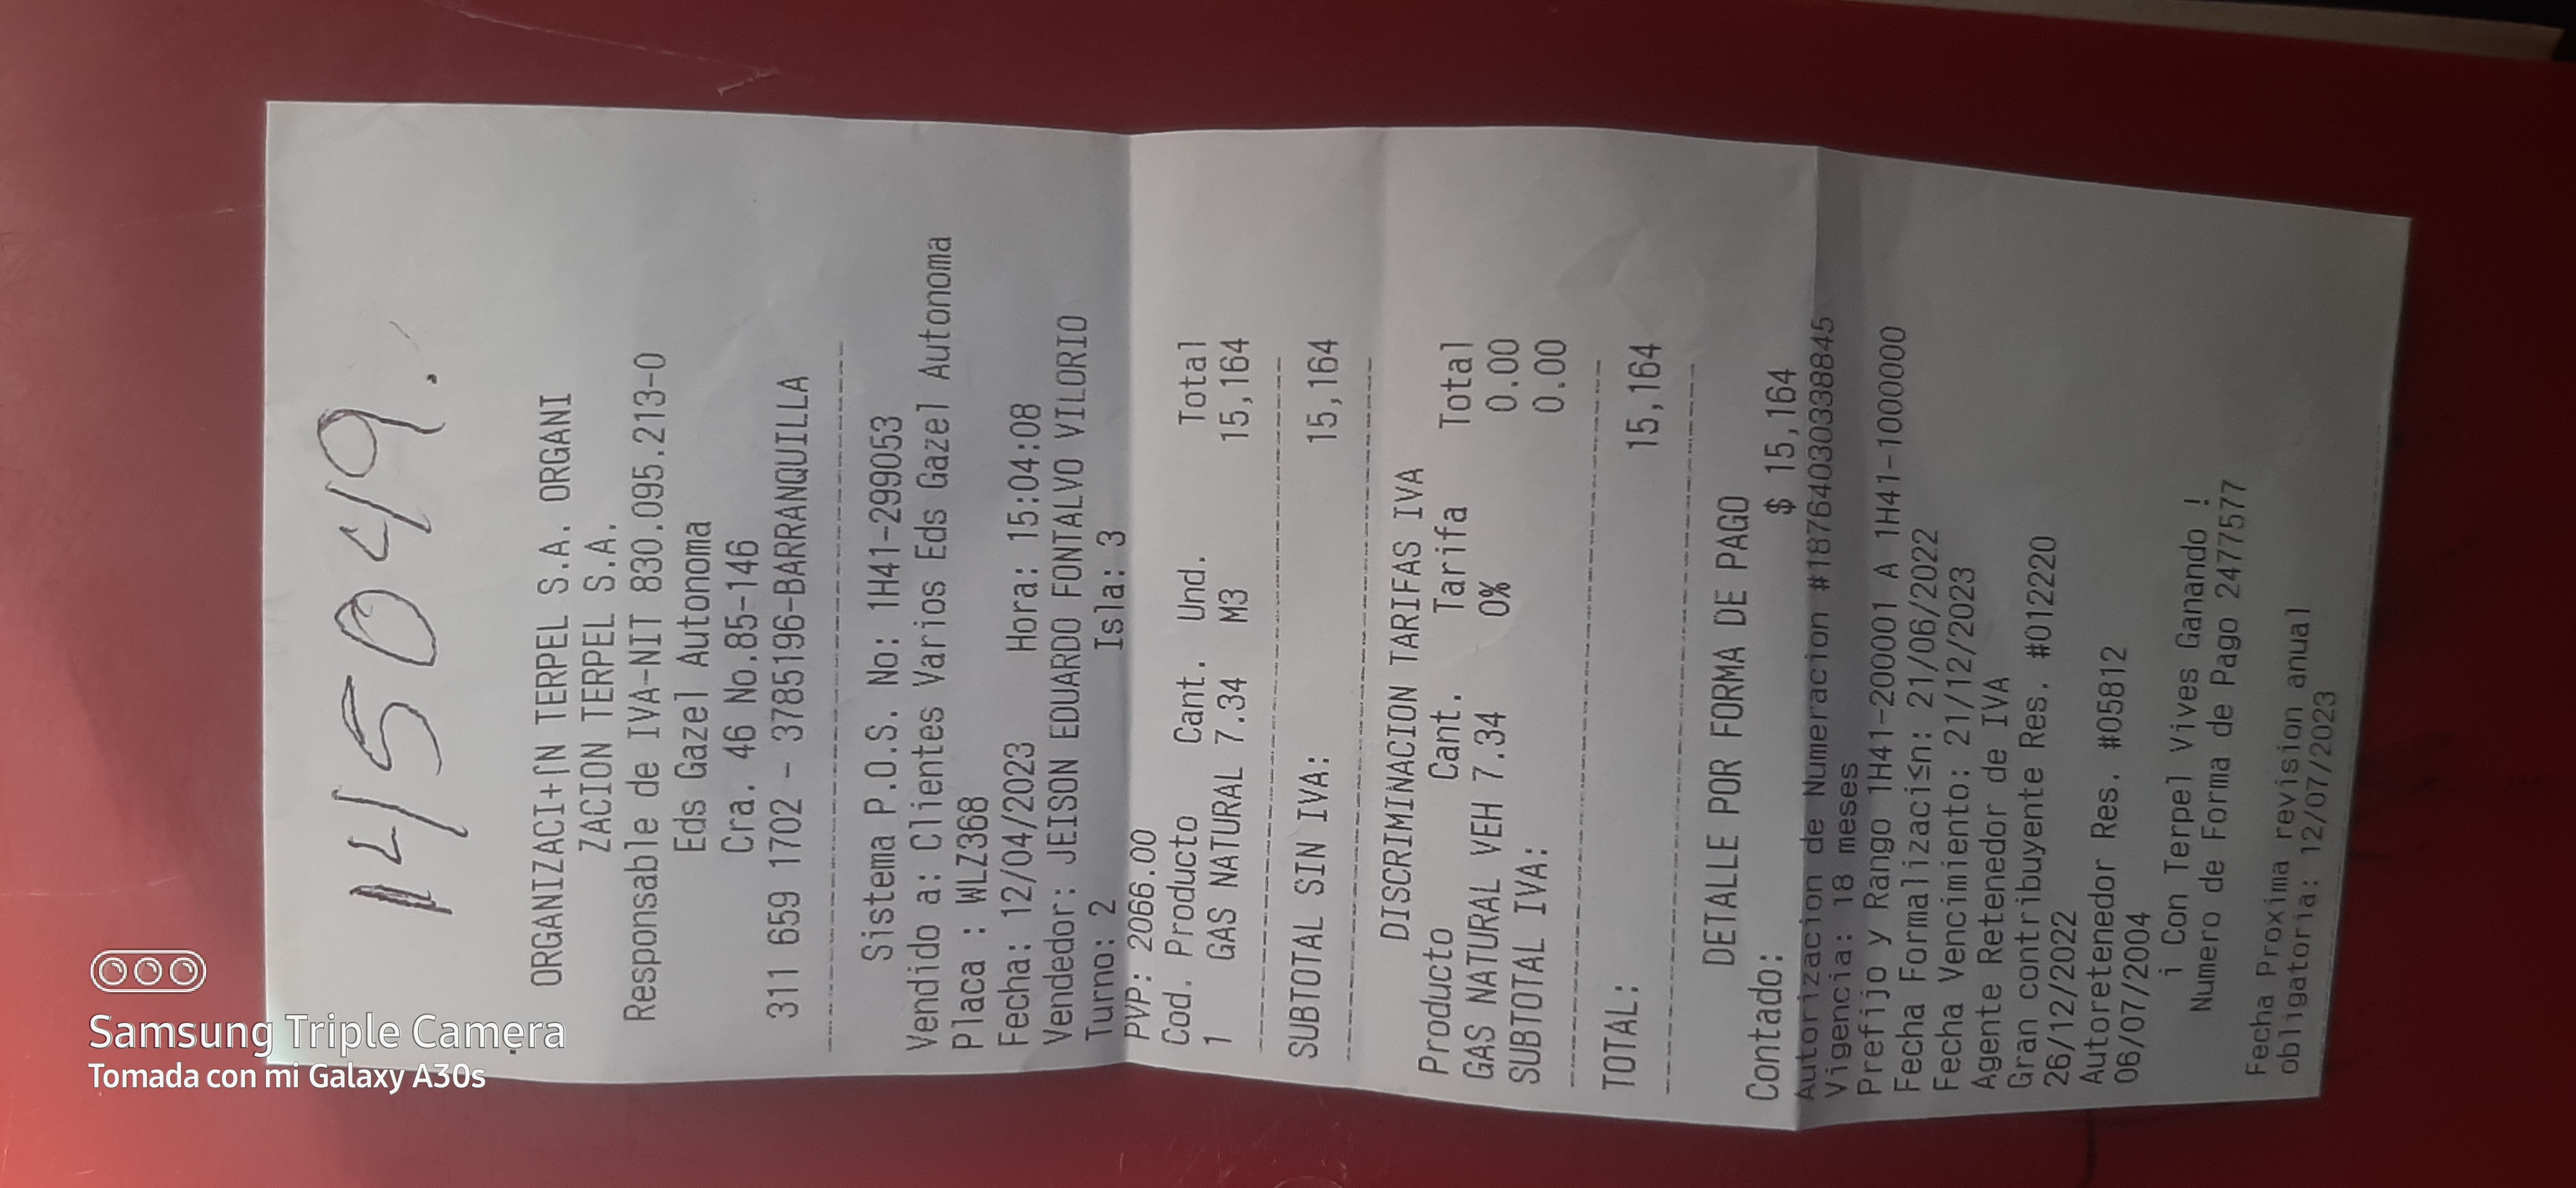 145049.
ORGANIZACI+[N TERPEL S.A. ORGANI
ZACION TERPEL S.A.
Responsable de IVA-NIT 830.095.213-0
Eds Gazel Autonoma
Cra. 46 No.85-146
311 659 1702 - 3785196-BARRANQUILLA
Sistema P.O.S. No: 1H41-299053
Vendido a: Clientes Varios Eds Gazel Autonoma
Placa : WLZ368
Fecha: 12/04/2023 Hora: 15:04:08
Vendedor: JEISON EDUARDO FONTALVO VILORIO
Turno: 2 Isla: 3
PVP: 2066.00
Cod. Producto Cant. Und. Total
1 GAS NATURAL 7.34 M3 15,164
SUBTOTAL SIN IVA: 15,164
DISCRIMINACION TARIFAS IVA
Producto Cant. Tarifa Total
GAS NATURAL VEH 7.34 0% 0.00
SUBTOTAL IVA: 0.00
TOTAL: 15,164
DETALLE POR FORMA DE PAGO
Contado: $ 15,164
Autorizacion de Numeracion #18764030338845
Vigencia: 18 meses
Prefijo y Rango 1H41-200001 A 1H41-1000000
Fecha Formalizaci≤n: 21/06/2022
Fecha Vencimiento: 21/12/2023
Agente Retenedor de IVA
Gran contribuyente Res. #012220
26/12/2022
Autoretenedor Res. #05812
06/07/2004
¡ Con Terpel Vives Ganando !
Numero de Forma de Pago 2477577
Fecha Proxima revision anual
obligatoria: 12/07/2023
Samsung Triple Camera
Tomada con mi Galaxy A30s